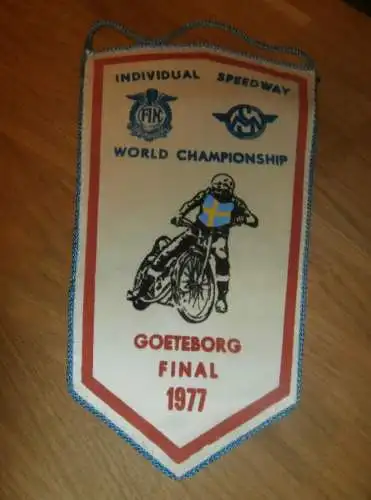 INDIVIDUAL SPEEDWAY
FIM
WORLD CHAMPIONSHIP
GOETEBORG
FINAL
1977